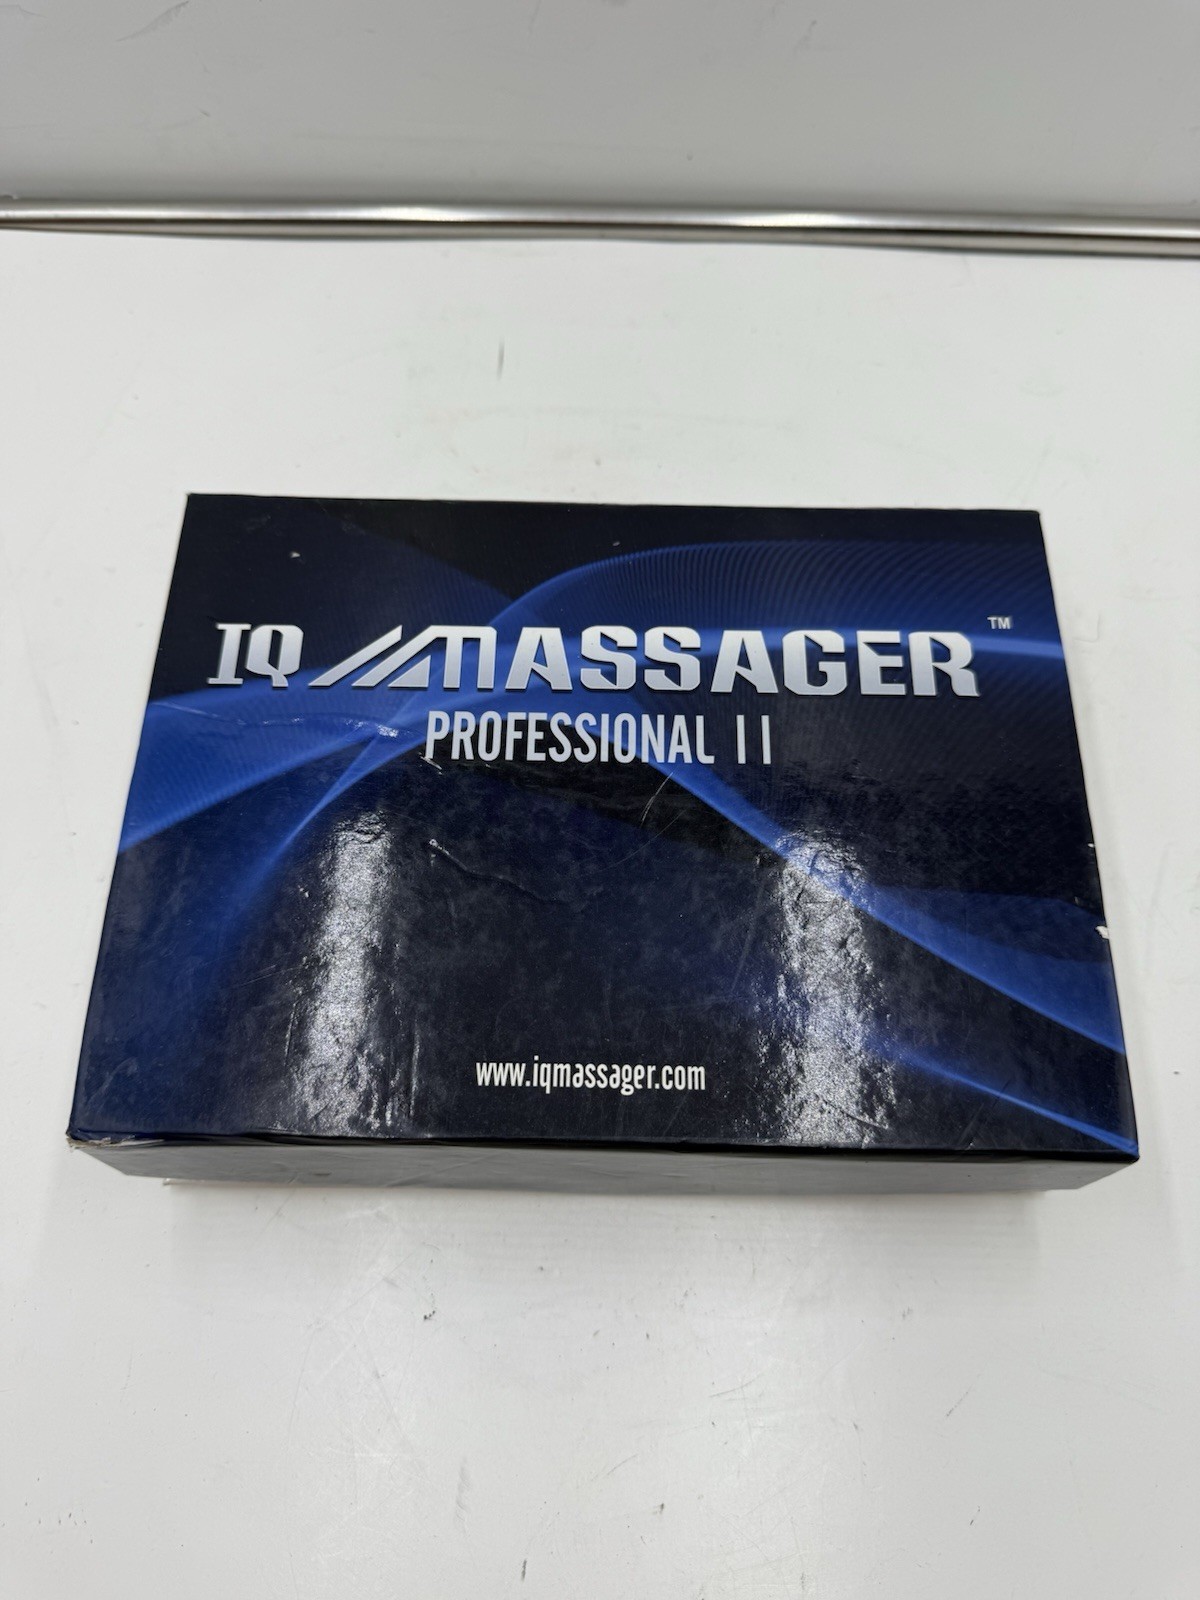 IQ MASSAGER™
PROFESSIONAL II
www.iqmassager.com